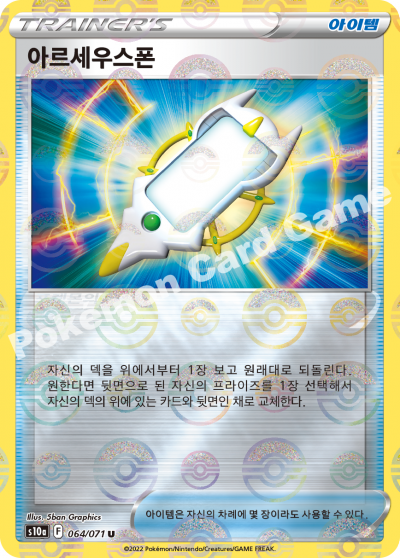 TRAINER'S
아이템
아르세우스폰
Pokémon Card Game
자신의 덱을 위에서부터 1장 보고 원래대로 되돌린다.
원한다면 뒷면으로 된 자신의 프라이즈를 1장 선택해서
자신의 덱의 위에 있는 카드와 뒷면인 채로 교체한다.
Illus. 5ban Graphics
s10a F 064/071 U
아이템은 자신의 차례에 몇 장이라도 사용할 수 있다.
©2022 Pokémon/Nintendo/Creatures/GAME FREAK.